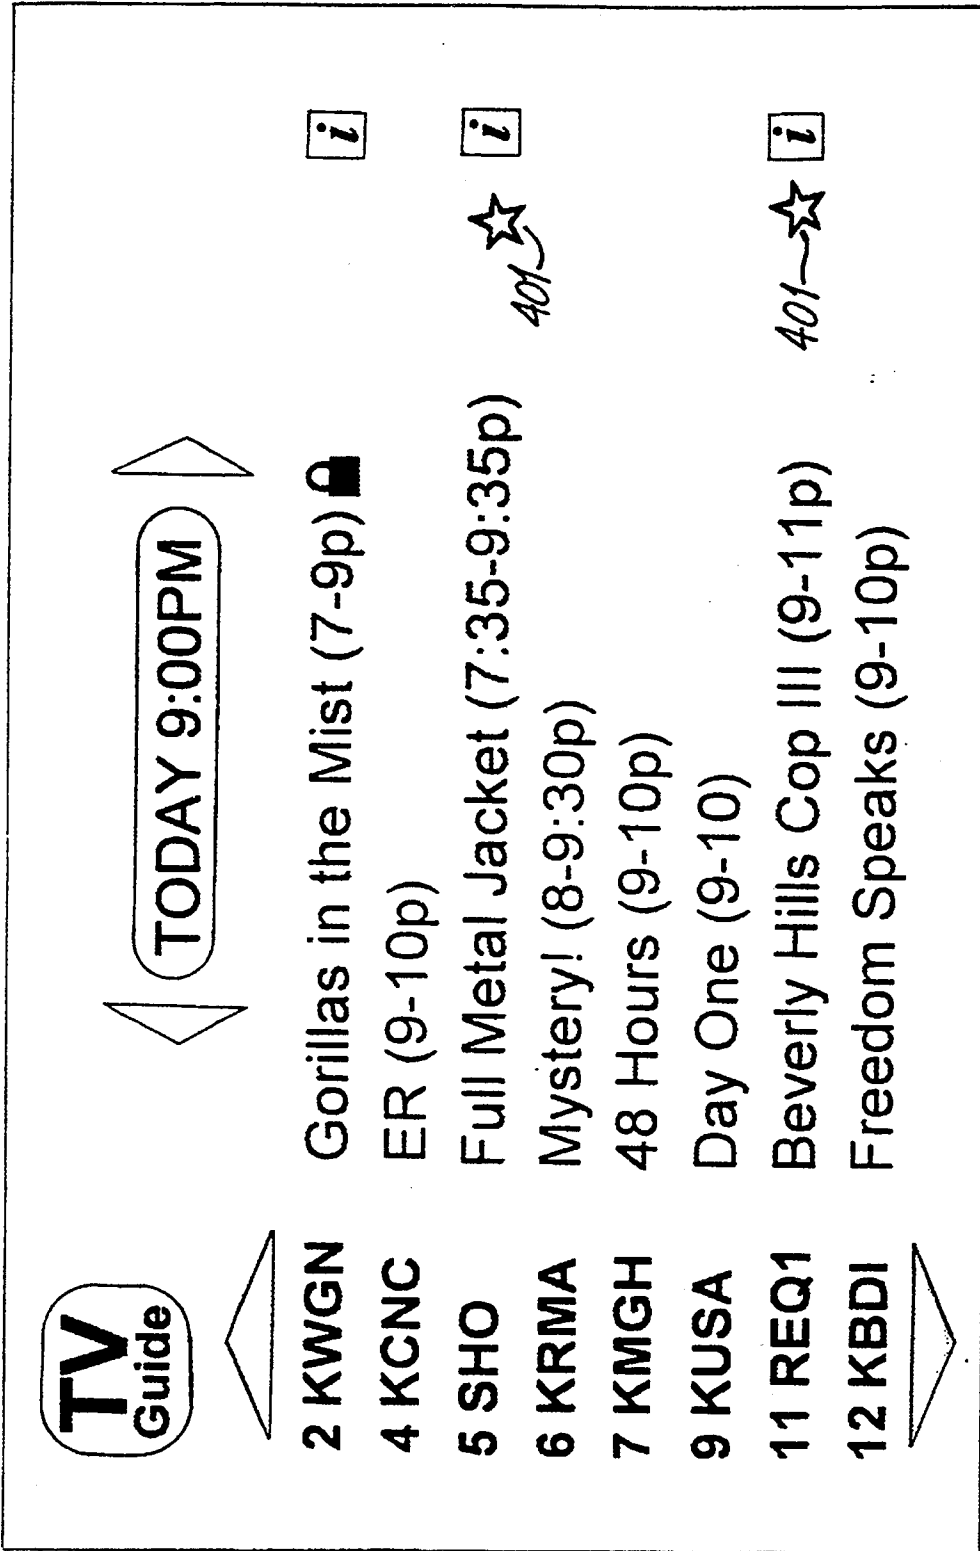 TV
Guide
TODAY 9:00PM
2 KWGN Gorillas in the Mist (7-9p) i
4 KCNC ER (9-10p)
5 SHO Full Metal Jacket (7:35-9:35p) 401 i
6 KRMA Mystery! (8-9:30p)
7 KMGH 48 Hours (9-10p)
9 KUSA Day One (9-10)
11 REQ1 Beverly Hills Cop III (9-11p) 401 i
12 KBDI Freedom Speaks (9-10p)